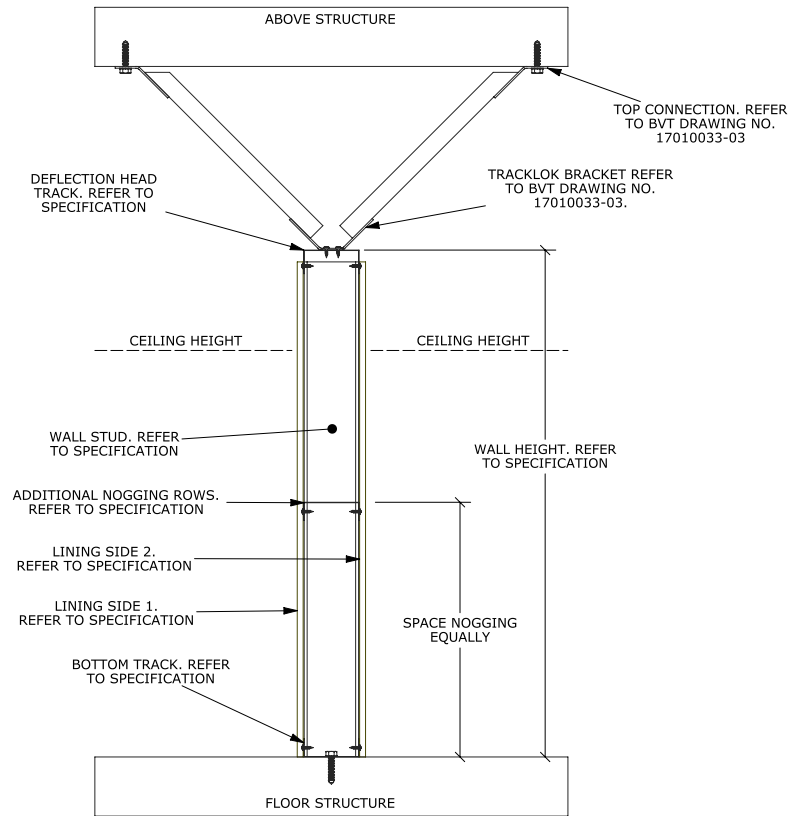 ABOVE STRUCTURE
TOP CONNECTION. REFER
TO BVT DRAWING NO.
17010033-03
DEFLECTION HEAD
TRACK. REFER TO
SPECIFICATION
TRACKLOK BRACKET REFER
TO BVT DRAWING NO.
17010033-03.
CEILING HEIGHT
CEILING HEIGHT
WALL STUD. REFER
TO SPECIFICATION
WALL HEIGHT. REFER
TO SPECIFICATION
ADDITIONAL NOGGING ROWS.
REFER TO SPECIFICATION
LINING SIDE 2.
REFER TO SPECIFICATION
LINING SIDE 1.
REFER TO SPECIFICATION
SPACE NOGGING
EQUALLY
BOTTOM TRACK. REFER
TO SPECIFICATION
FLOOR STRUCTURE